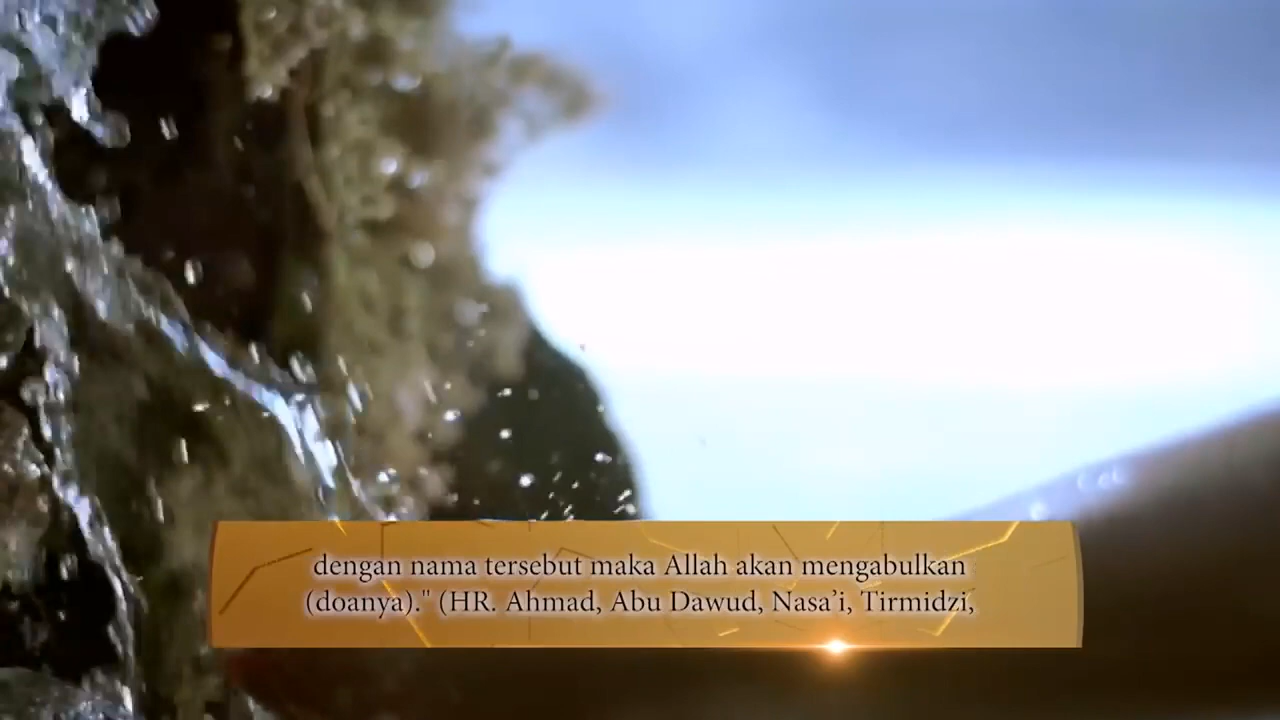 dengan nama tersebut maka Allah akan mengabulkan
(doanya)." (HR. Ahmad, Abu Dawud, Nasa’i, Tirmidzi,